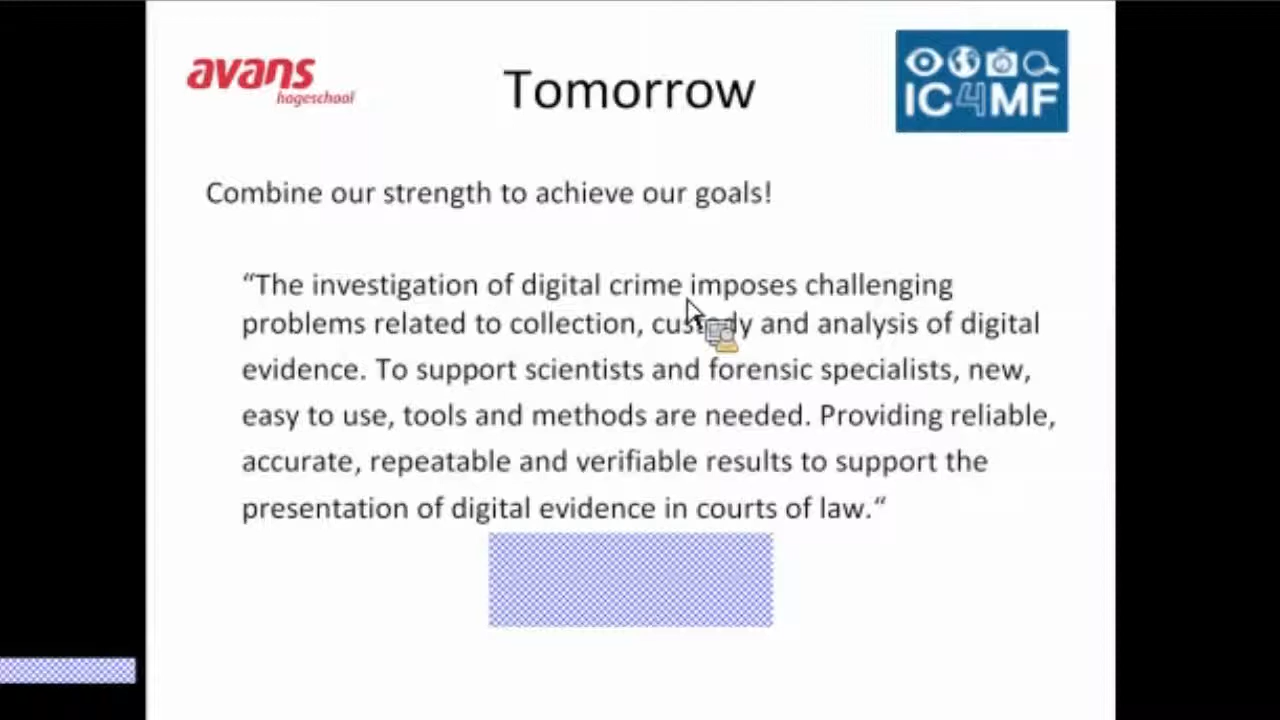 avans
hogeschool
Tomorrow
IC4MF
Combine our strength to achieve our goals!
“The investigation of digital crime imposes challenging
problems related to collection, custody and analysis of digital
evidence. To support scientists and forensic specialists, new,
easy to use, tools and methods are needed. Providing reliable,
accurate, repeatable and verifiable results to support the
presentation of digital evidence in courts of law.“